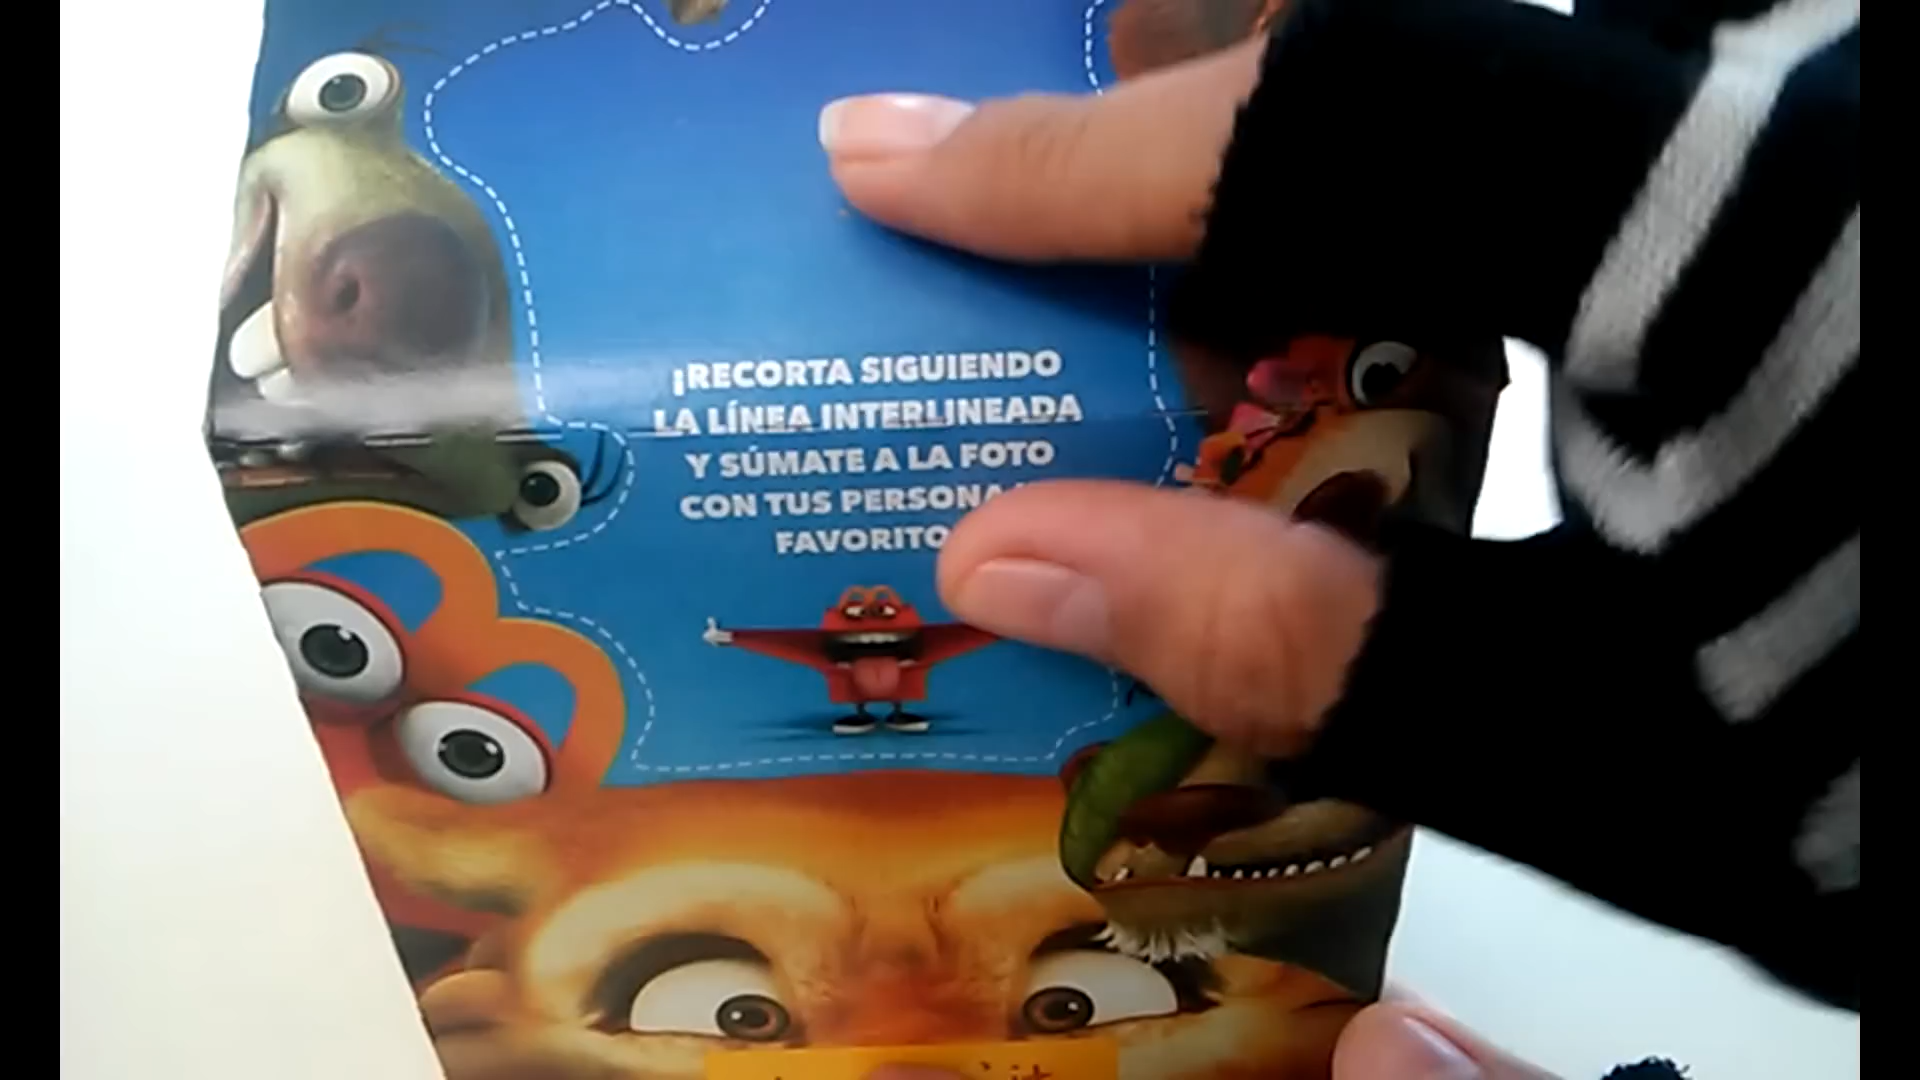 ¡RECORTA SIGUIENDO
LA LÍNEA INTERLINEADA
Y SÚMATE A LA FOTO
CON TUS PERSONA
FAVORITO